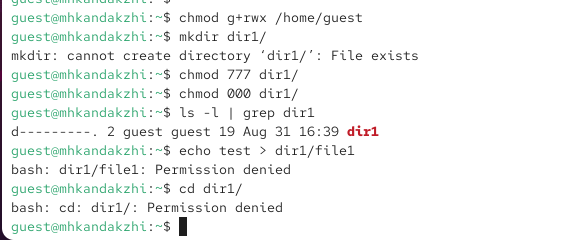 guest@mhkandakzhi:~$ chmod g+rwx /home/guest
guest@mhkandakzhi:~$ mkdir dir1/
mkdir: cannot create directory ‘dir1/’: File exists
guest@mhkandakzhi:~$ chmod 777 dir1/
guest@mhkandakzhi:~$ chmod 000 dir1/
guest@mhkandakzhi:~$ ls -l | grep dir1
d---------. 2 guest guest 19 Aug 31 16:39 dir1
guest@mhkandakzhi:~$ echo test > dir1/file1
bash: dir1/file1: Permission denied
guest@mhkandakzhi:~$ cd dir1/
bash: cd: dir1/: Permission denied
guest@mhkandakzhi:~$